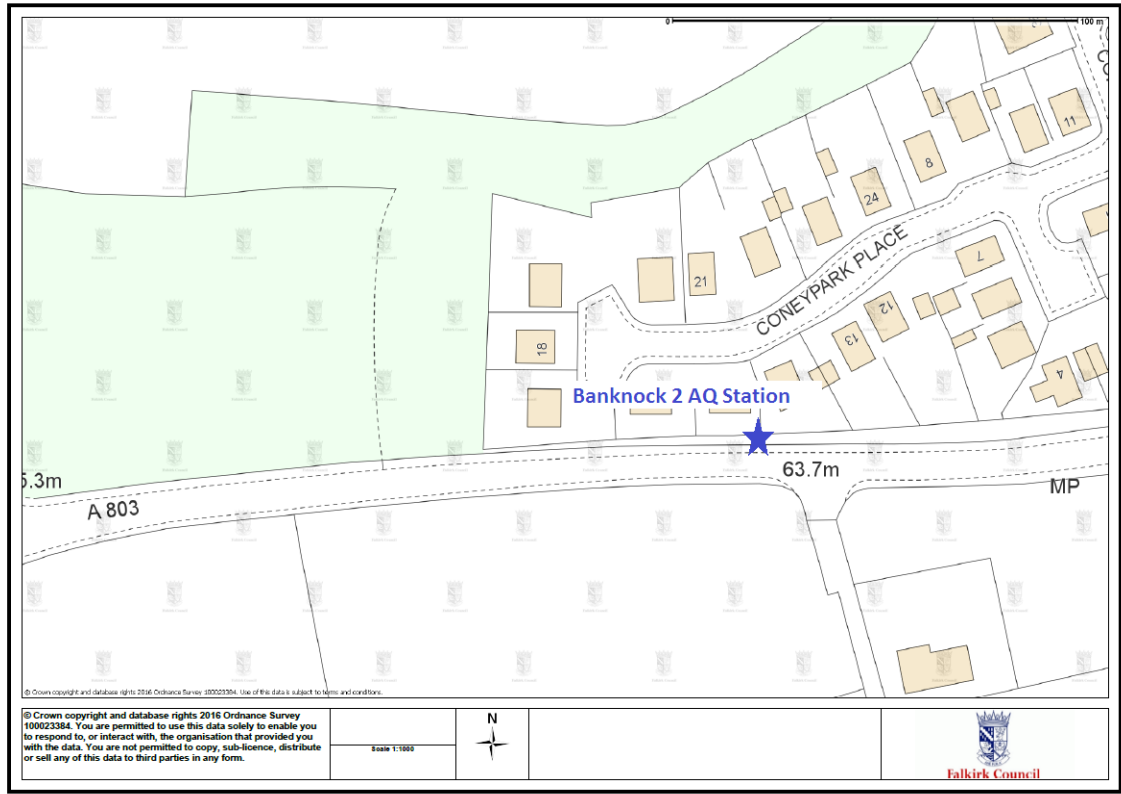 0
100 m
11
8
24
CONEYPARK PLACE
7
21
12
13
18
4
Banknock 2 AQ Station
63.7m
5.3m
MP
A 803
© Crown copyright and database rights 2016 Ordnance Survey 100023384. Use of this data is subject to terms and conditions.
© Crown copyright and database rights 2016 Ordnance Survey
100023384. You are permitted to use this data solely to enable you
to respond to, or interact with, the organisation that provided you
with the data. You are not permitted to copy, sub-licence, distribute
or sell any of this data to third parties in any form.
Scale 1:1000
N
Falkirk Council